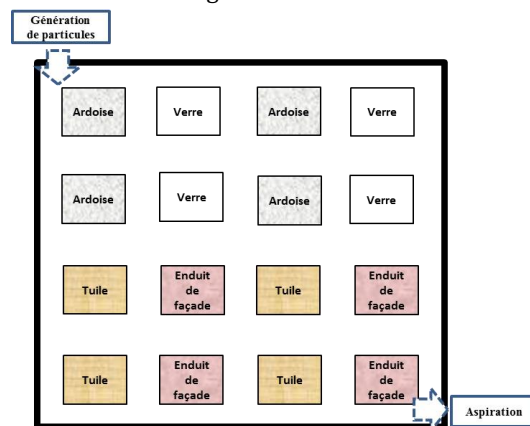 Génération
de particules
Ardoise Verre Ardoise Verre
Ardoise Verre Ardoise Verre
Tuile
Enduit
de
façade
Tuile
Enduit
de
façade
Tuile
Enduit
de
façade
Tuile
Enduit
de
façade
Aspiration